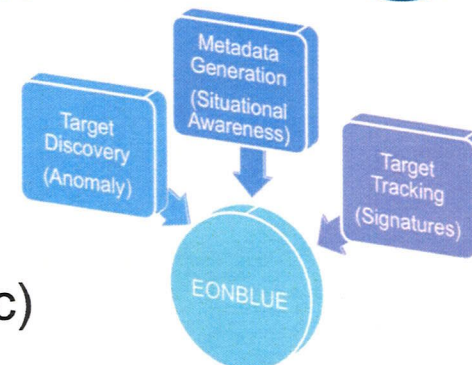 Metadata
Generation
(Situational
Awareness)
Target
Discovery
(Anomaly)
Target
Tracking
(Signatures)
EONBLUE
c)